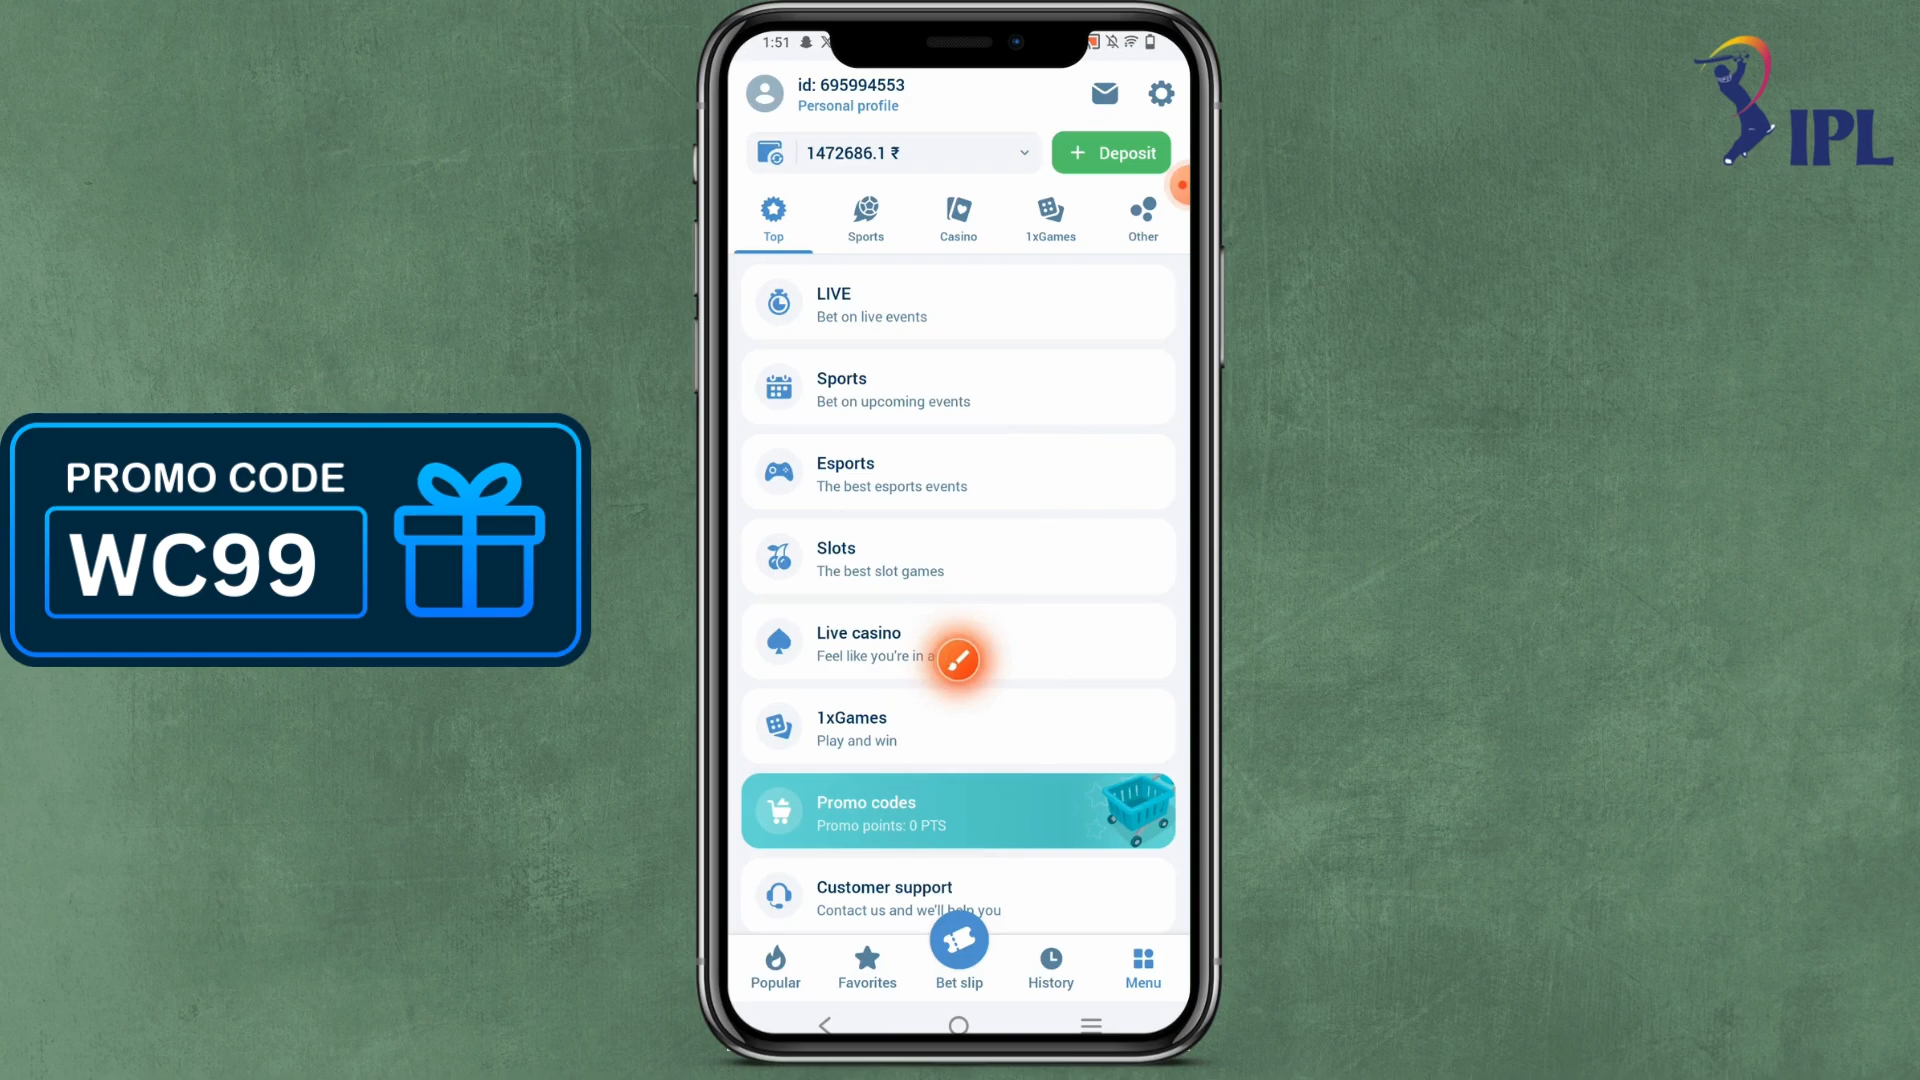 1:51
id: 695994553
Personal profile
1472686.1 ₹
+ Deposit
Top
Sports
Casino
1xGames
Other
LIVE
Bet on live events
Sports
Bet on upcoming events
Esports
The best esports events
Slots
The best slot games
Live casino
Feel like you're in a
1xGames
Play and win
Promo codes
Promo points: 0 PTS
Customer support
Contact us and we'll help you
Popular
Favorites
Bet slip
History
Menu
PROMO CODE
WC99
IPL